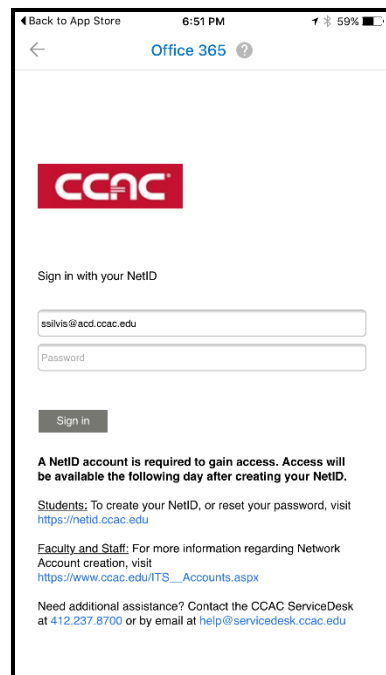 Back to App Store 6:51 PM 59%
Office 365 ?
CCAC
Sign in with your NetID
ssilvis@acd.ccac.edu
Password
Sign in
A NetID account is required to gain access. Access will
be available the following day after creating your NetID.
Students: To create your NetID, or reset your password, visit
https://netid.ccac.edu
Faculty and Staff: For more information regarding Network
Account creation, visit
https://www.ccac.edu/ITS__Accounts.aspx
Need additional assistance? Contact the CCAC ServiceDesk
at 412.237.8700 or by email at help@servicedesk.ccac.edu